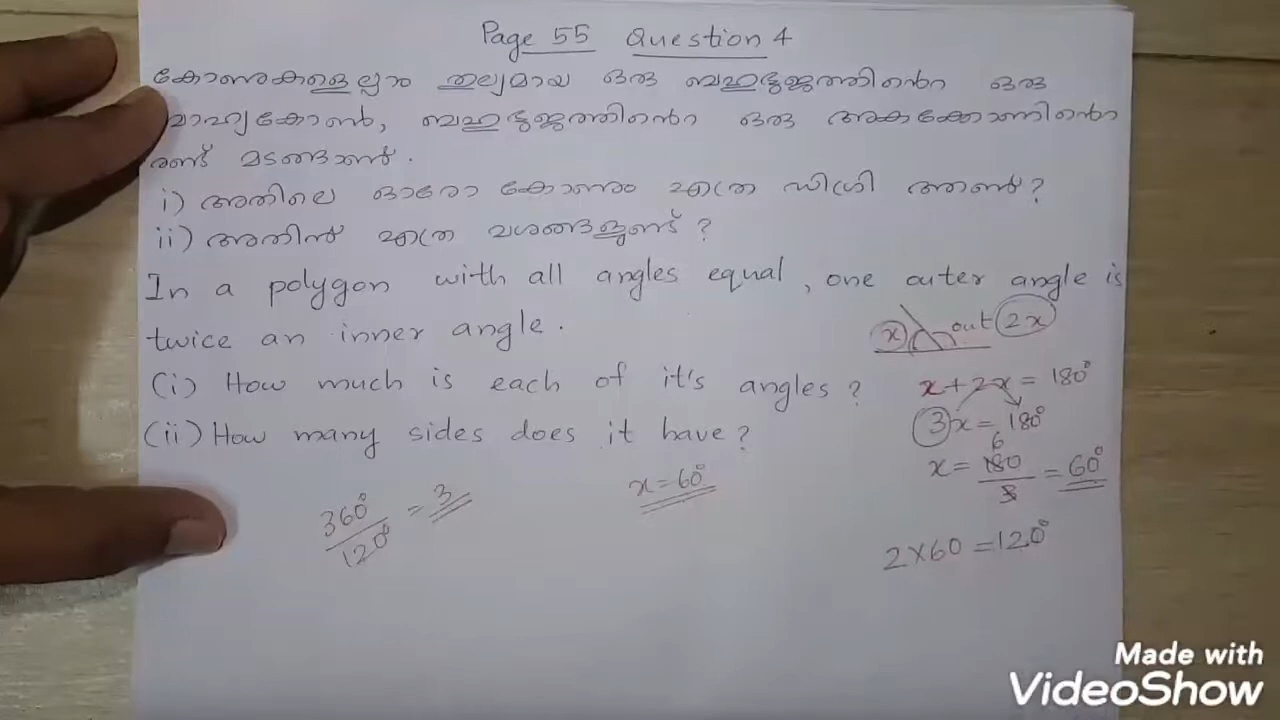 Page 55 Question 4
കോണുകളെല്ലാം തുല്യമായ ഒരു ബഹുഭുജത്തിൻെറ ഒരു
ബാഹ്യകോൺ, ബഹുഭുജത്തിൻെറ ഒരു അകക്കോണിൻെറ
രണ്ട് മടങ്ങാണ്.
i) അതിലെ ഓരോ കോണും എത്ര ഡിഗ്രി ആണ്?
ii) അതിന് എത്ര വശങ്ങളുണ്ട്?
In a polygon with all angles equal, one outer angle is
twice an inner angle.
x out 2x
(i) How much is each of it's angles?
x+2x = 180°
(ii) How many sides does it have?
3x = 180°
6
x = 180/3 = 60°
x = 60°
360°/120° = 3
2×60 = 120°
Made with
VideoShow